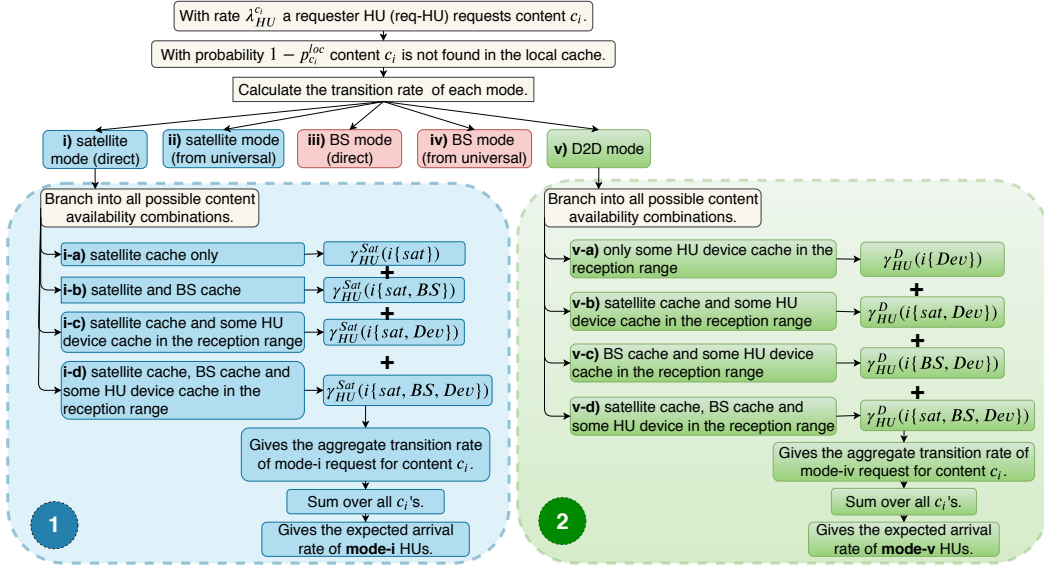 With rate $\lambda_{HU}^{c_i}$ a requester HU (req-HU) requests content $c_i$.
With probability $1 - p_{c_i}^{loc}$ content $c_i$ is not found in the local cache.
Calculate the transition rate of each mode.
i) satellite
mode (direct)
ii) satellite mode
(from universal)
iii) BS mode
(direct)
iv) BS mode
(from universal)
v) D2D mode
Branch into all possible content
availability combinations.
i-a) satellite cache only
$\gamma_{HU}^{Sat}(i\{sat\})$
+
i-b) satellite and BS cache
$\gamma_{HU}^{Sat}(i\{sat, BS\})$
+
i-c) satellite cache and some HU
device cache in the reception range
$\gamma_{HU}^{Sat}(i\{sat, Dev\})$
+
i-d) satellite cache, BS cache and
some HU device cache in the
reception range
$\gamma_{HU}^{Sat}(i\{sat, BS, Dev\})$
Gives the aggregate transition rate
of mode-i request for content $c_i$.
Sum over all $c_i$'s.
Gives the expected arrival
rate of mode-i HUs.
1
Branch into all possible content
availability combinations.
v-a) only some HU device cache in the
reception range
$\gamma_{HU}^{D}(i\{Dev\})$
+
v-b) satellite cache and some HU
device cache in the reception range
$\gamma_{HU}^{D}(i\{sat, Dev\})$
+
v-c) BS cache and some HU device
cache in the reception range
$\gamma_{HU}^{D}(i\{BS, Dev\})$
+
v-d) satellite cache, BS cache and
some HU device in the reception range
$\gamma_{HU}^{D}(i\{sat, BS, Dev\})$
Gives the aggregate transition rate of
mode-iv request for content $c_i$.
Sum over all $c_i$'s.
Gives the expected arrival
rate of mode-v HUs.
2